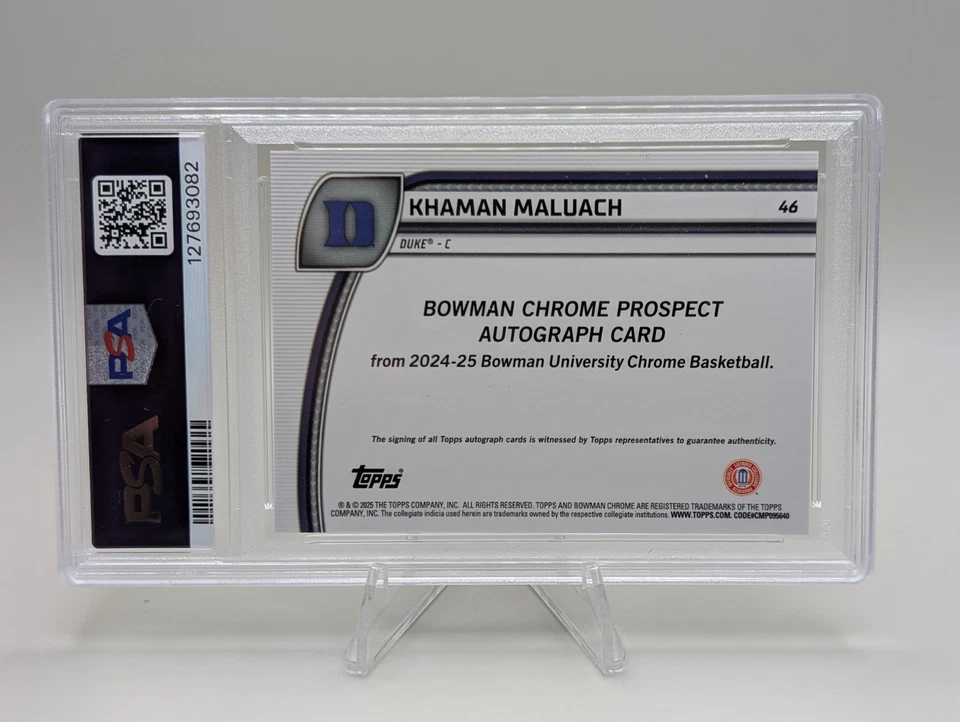 127693082
PSA
PSA
D
KHAMAN MALUACH
46
DUKE® - C
BOWMAN CHROME PROSPECT
AUTOGRAPH CARD
from 2024-25 Bowman University Chrome Basketball.
The signing of all Topps autograph cards is witnessed by Topps representatives to guarantee authenticity.
topps®
® & © 2025 THE TOPPS COMPANY, INC. ALL RIGHTS RESERVED. TOPPS AND BOWMAN CHROME ARE REGISTERED TRADEMARKS OF THE TOPPS
COMPANY, INC. The collegiate indicia used herein are trademarks owned by the respective collegiate institutions. WWW.TOPPS.COM. CODE#CMP095640